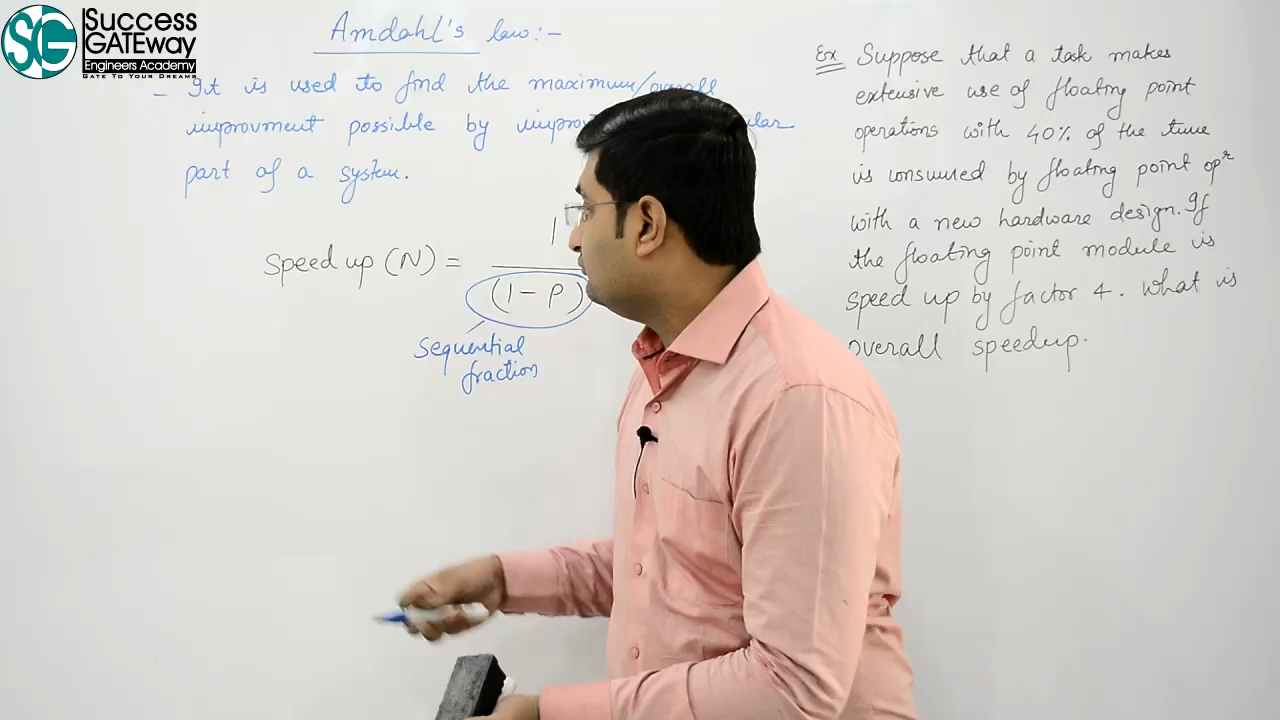 SG Success
GATEway
Engineers Academy
GATE TO YOUR DREAMS
Amdahl's law:-
- It is used to find the maximum/overall
improvment possible by
part of a system.
Speed up (N) =
1
(1 - P)
Sequential
fraction
Ex Suppose that a task makes
extensive use of floating point
operations with 40% of the time
is consumed by floating point opr
with a new hardware design. If
the floating point module is
speed up by factor 4. What is
overall speedup.